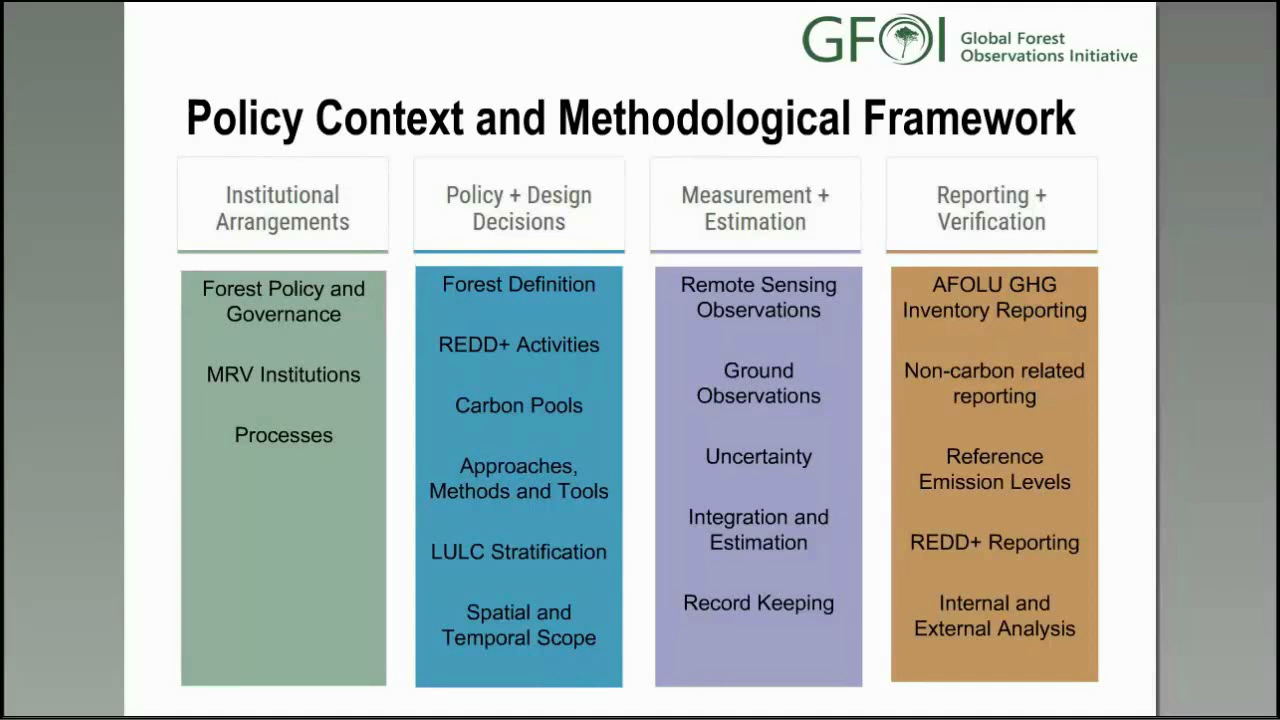 GFOI
Global Forest
Observations Initiative
Policy Context and Methodological Framework
Institutional
Arrangements
Forest Policy and
Governance
MRV Institutions
Processes
Policy + Design
Decisions
Forest Definition
REDD+ Activities
Carbon Pools
Approaches,
Methods and Tools
LULC Stratification
Spatial and
Temporal Scope
Measurement +
Estimation
Remote Sensing
Observations
Ground
Observations
Uncertainty
Integration and
Estimation
Record Keeping
Reporting +
Verification
AFOLU GHG
Inventory Reporting
Non-carbon related
reporting
Reference
Emission Levels
REDD+ Reporting
Internal and
External Analysis